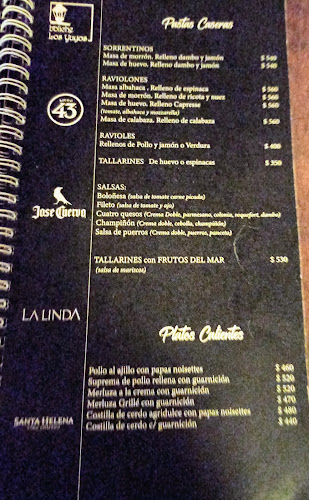 Boliche
Los Yuyos
Pastas Caseras
SORRENTINOS
Masa de morrón. Relleno dambo y jamón $ 540
Masa de huevo. Relleno dambo y jamón $ 540
RAVIOLONES
Masa albahaca . Relleno de espinaca $ 560
Masa de morrón. Relleno de ricota y nuez $ 560
Masa de huevo. Relleno Caprese $ 560
(tomate, albahaca y muzzarella)
Masa de calabaza. Relleno de calabaza $ 560
43
RAVIOLES
Rellenos de Pollo y jamón o Verdura $ 400
TALLARINES De huevo o espinacas $ 350
SALSAS:
Boloñesa (salsa de tomate carne picada)
Fileto (salsa de tomate y ajo)
Cuatro quesos (Crema Doble, parmesano, colonia, roquefort, dambo)
Champiñón (Crema doble, cebolla, champiñón)
Salsa de puerros (Crema doble, puerros, panceta)
Jose Cuervo
TALLARINES con FRUTOS DEL MAR $ 530
(salsa de mariscos)
LA LINDA
Platos Calientes
Pollo al ajillo con papas noisettes $ 460
Suprema de pollo rellena con guarnición $ 520
Merluza a la crema con guarnición $ 520
Merluza Grillé con guarnición $ 470
Costilla de cerdo agridulce con papas noisettes $ 480
Costilla de cerdo c/ guarnición $ 440
SANTA HELENA